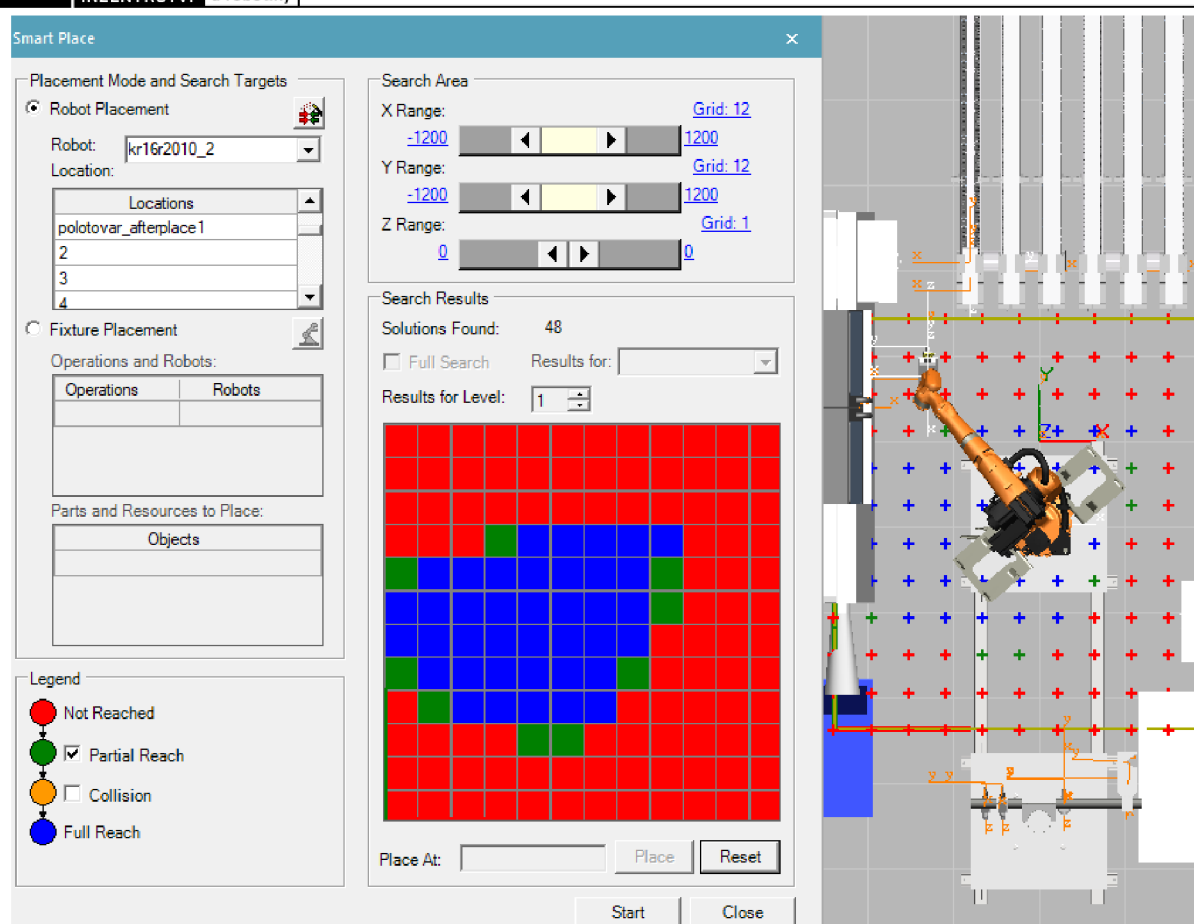 Smart Place
Placement Mode and Search Targets
Robot Placement
Robot: kr16r2010_2
Location:
Locations
polotovar_afterplace1
2
3
4
Fixture Placement
Operations and Robots:
Operations Robots
Parts and Resources to Place:
Objects
Legend
Not Reached
Partial Reach
Collision
Full Reach
Search Area
X Range: Grid: 12
-1200 1200
Y Range: Grid: 12
-1200 1200
Z Range: Grid: 1
0 0
Search Results
Solutions Found: 48
Full Search Results for:
Results for Level: 1
Place At: Place Reset
Start Close
Y
Z X